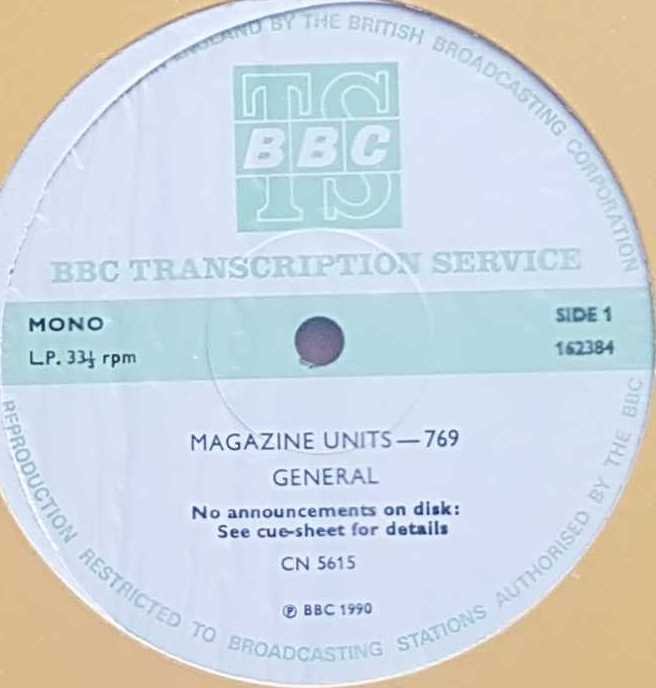 ENGLAND BY THE BRITISH BROADCASTING CORPORATION
TS
BBC
TS
BBC TRANSCRIPTION SERVICE
MONO
SIDE 1
L.P. 33⅓ rpm
162384
MAGAZINE UNITS — 769
GENERAL
No announcements on disk:
See cue-sheet for details
CN 5615
℗ BBC 1990
REPRODUCTION RESTRICTED TO BROADCASTING STATIONS AUTHORISED BY THE BBC